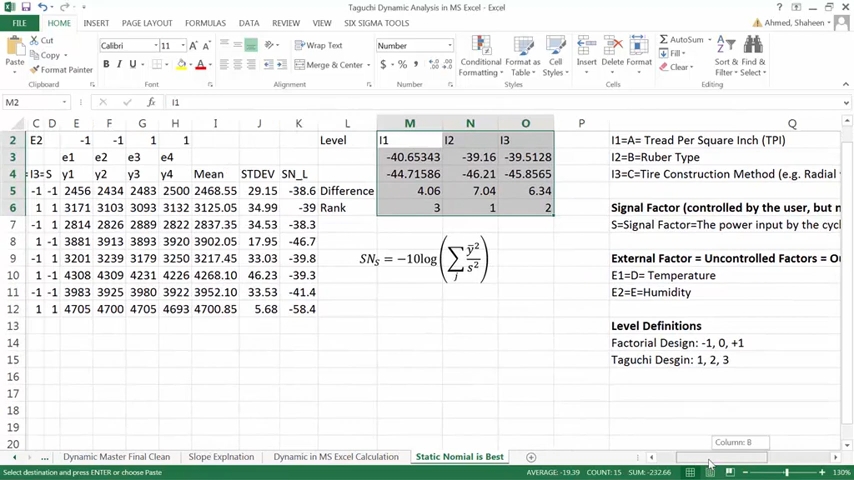 Taguchi Dynamic Analysis in MS Excel - Excel
FILE HOME INSERT PAGE LAYOUT FORMULAS DATA REVIEW VIEW SIX SIGMA TOOLS Ahmed, Shaheen
Cut
Copy
Format Painter
Paste
Clipboard
Calibri 11
B I U
Font
Wrap Text
Merge & Center
Alignment
Number
$ % ,
Number
Conditional Formatting
Format as Table
Cell Styles
Styles
Insert Delete Format
Cells
AutoSum
Fill
Clear
Sort & Filter
Find & Select
Editing
M2 fx I1
C D E F G H I J K L M N O P Q
2 E2 -1 -1 1 1 Level I1 I2 I3 I1=A= Tread Per Square Inch (TPI)
3 e1 e2 e3 e4 -40.65343 -39.16 -39.5128 I2=B=Ruber Type
4 I3=S y1 y2 y3 y4 Mean STDEV SN_L -44.71586 -46.21 -45.8565 I3=C=Tire Construction Method (e.g. Radial
5 -1 -1 2456 2434 2483 2500 2468.55 29.15 -38.6 Difference 4.06 7.04 6.34
6 1 1 3171 3103 3093 3132 3125.05 34.99 -39 Rank 3 1 2
7 -1 -1 2814 2826 2889 2822 2837.35 34.53 -38.3 Signal Factor (controlled by the user, but n
8 1 1 3881 3913 3893 3920 3902.05 17.95 -46.7 S=Signal Factor=The power input by the cyc
9 1 -1 3201 3239 3179 3251 3217.45 33.03 -39.8 External Factor = Uncontrolled Factors = Ou
SN_S = −10log(∑_j ȳ²/s²)
10 -1 1 4308 4309 4231 4226 4268.10 46.23 -39.3 E1=D= Temperature
11 -1 -1 3983 3925 3980 3922 3952.10 33.53 -41.4 E2=E=Humidity
12 1 1 4705 4700 4705 4693 4700.85 5.68 -58.4
13 Level Definitions
14 Factorial Design: -1, 0, +1
15 Taguchi Desgin: 1, 2, 3
16
17
18
19
20
Column: B
... Dynamic Master Final Clean Slope Explnation Dynamic in MS Excel Calculation Static Nomial is Best
Select destination and press ENTER or choose Paste AVERAGE: -19.39 COUNT: 15 SUM: -232.66 130%